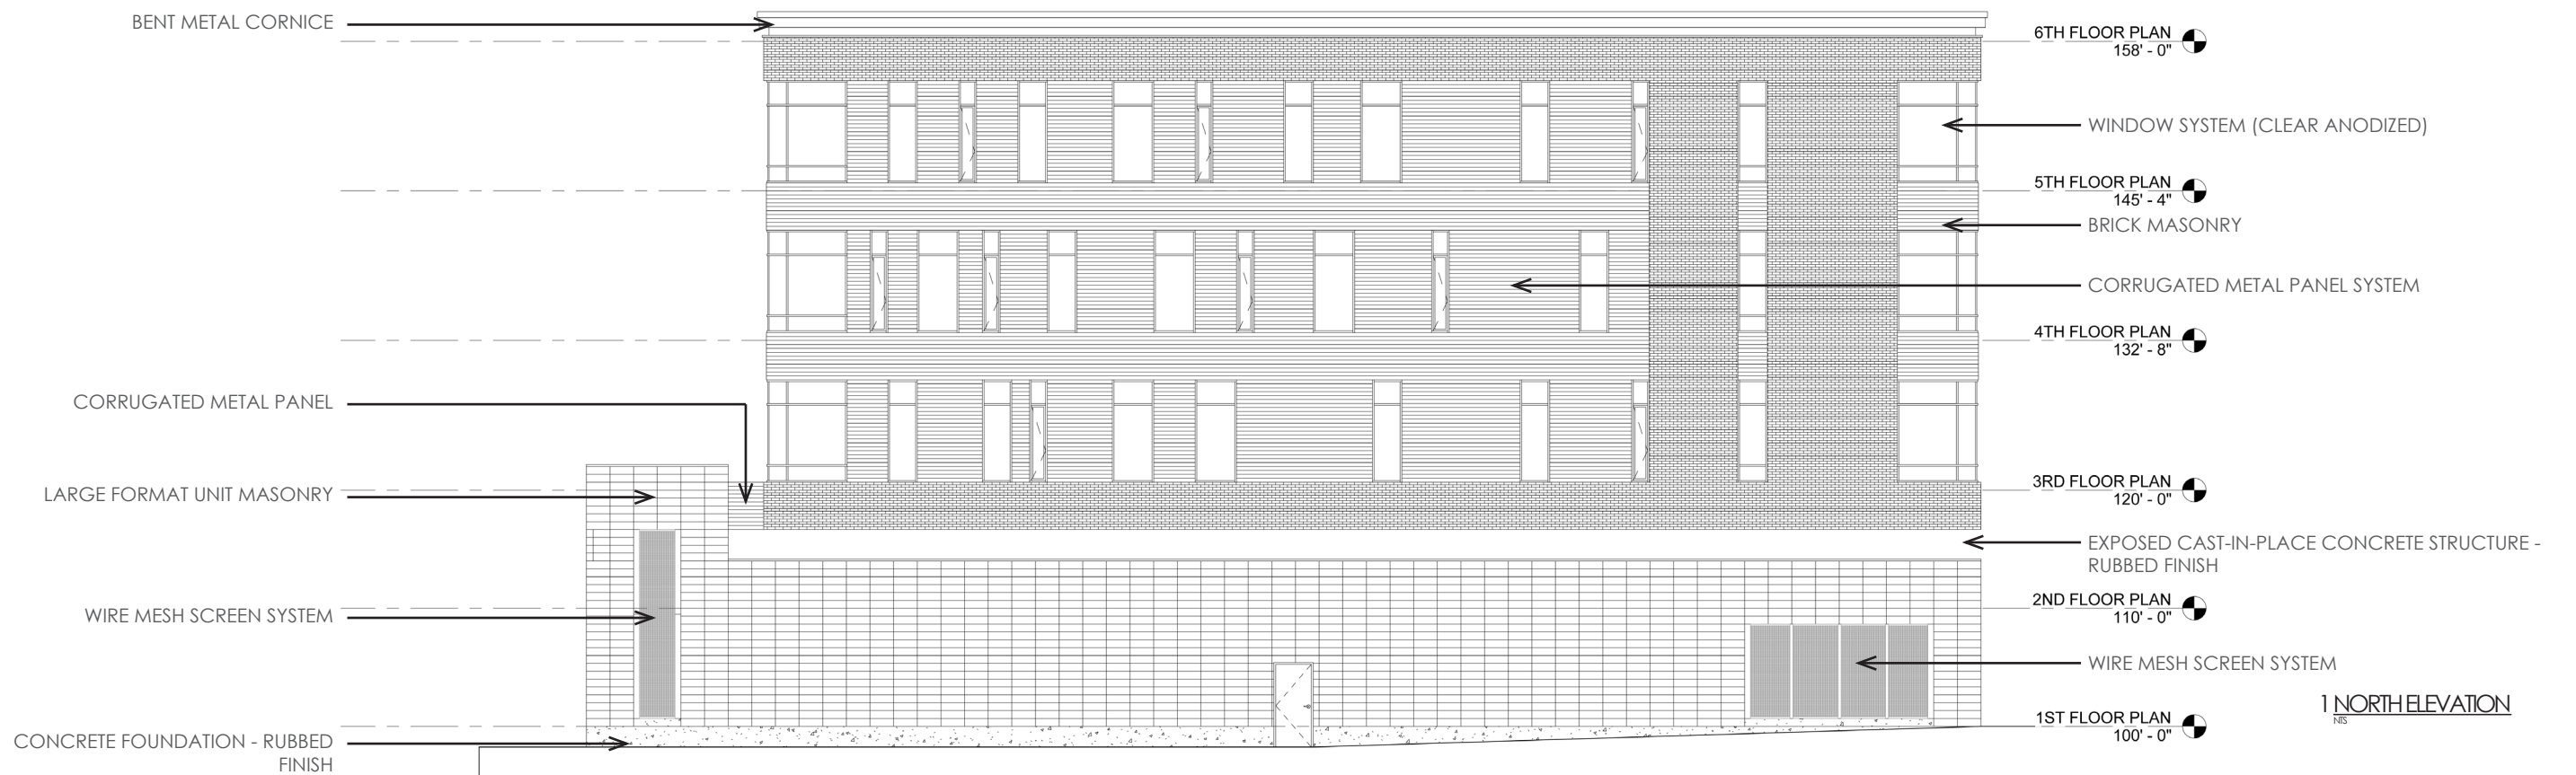 BENT METAL CORNICE
6TH FLOOR PLAN
158' - 0"
WINDOW SYSTEM (CLEAR ANODIZED)
5TH FLOOR PLAN
145' - 4"
BRICK MASONRY
CORRUGATED METAL PANEL SYSTEM
4TH FLOOR PLAN
132' - 8"
CORRUGATED METAL PANEL
LARGE FORMAT UNIT MASONRY
3RD FLOOR PLAN
120' - 0"
EXPOSED CAST-IN-PLACE CONCRETE STRUCTURE -
RUBBED FINISH
WIRE MESH SCREEN SYSTEM
2ND FLOOR PLAN
110' - 0"
WIRE MESH SCREEN SYSTEM
1 NORTH ELEVATION
NTS
1ST FLOOR PLAN
100' - 0"
CONCRETE FOUNDATION - RUBBED
FINISH